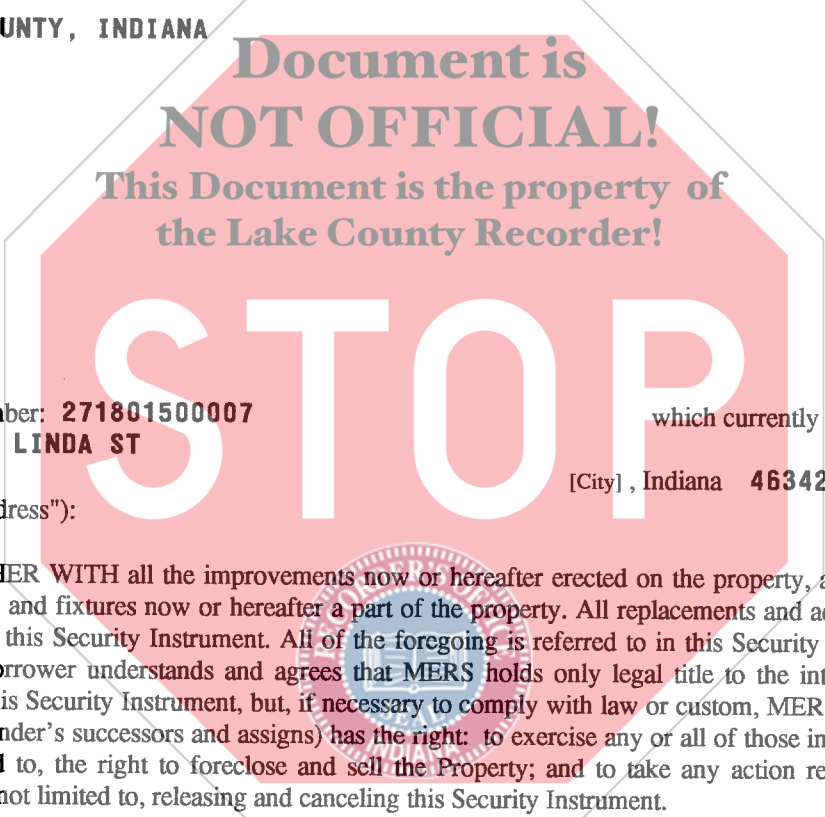 UNTY, INDIANA
Document is
NOT OFFICIAL!
This Document is the property of
the Lake County Recorder!
STOP
ber: 271801500007 which currently
LINDA ST
[City] , Indiana 46342
dress"):
ER WITH all the improvements now or hereafter erected on the property, a
and fixtures now or hereafter a part of the property. All replacements and ad
this Security Instrument. All of the foregoing is referred to in this Security
orrower understands and agrees that MERS holds only legal title to the int
is Security Instrument, but, if necessary to comply with law or custom, MER
nder's successors and assigns) has the right: to exercise any or all of those in
to, the right to foreclose and sell the Property; and to take any action re
not limited to, releasing and canceling this Security Instrument.
RECORDER'S OFFICE
SEAL
INDIANA